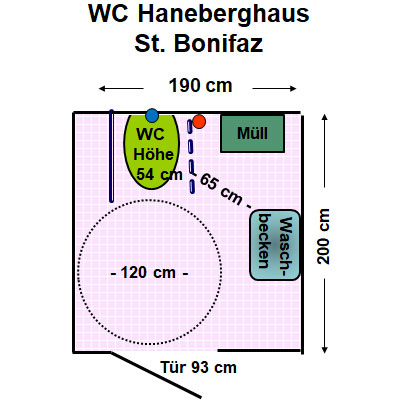 WC Haneberghaus
St. Bonifaz
190 cm
WC
Höhe
54 cm
Müll
- 65 cm -
Wasch-
becken
200 cm
- 120 cm -
Tür 93 cm